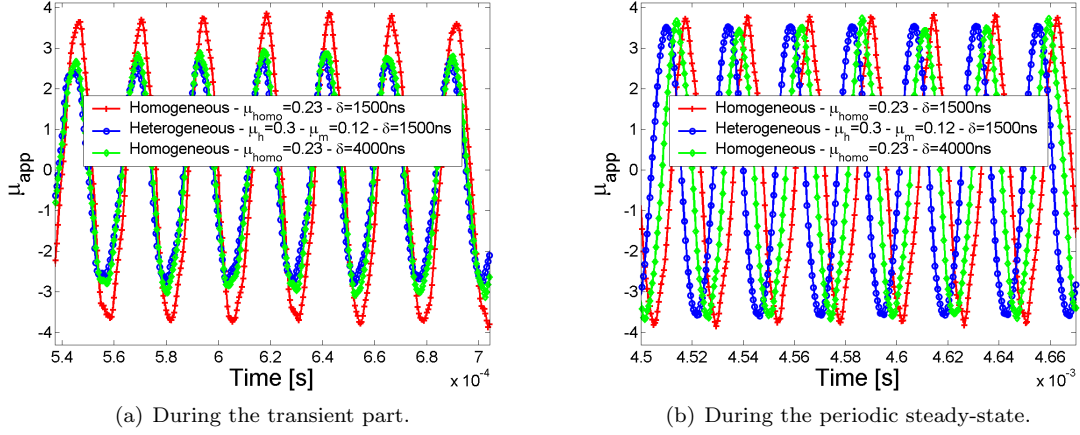 4
3
2
1
0
-1
-2
-3
-4
μapp
Homogeneous - μhomo=0.23 - δ=1500ns
Heterogeneous - μh=0.3 - μm=0.12 - δ=1500ns
Homogeneous - μhomo=0.23 - δ=4000ns
5.4 5.6 5.8 6 6.2 6.4 6.6 6.8 7
Time [s]
x 10-4
(a) During the transient part.
4
3
2
1
0
-1
-2
-3
-4
μapp
Homogeneous - μhomo=0.23 - δ=1500ns
Heterogeneous - μh=0.3 - μm=0.12 - δ=1500ns
Homogeneous - μhomo=0.23 - δ=4000ns
4.5 4.52 4.54 4.56 4.58 4.6 4.62 4.64 4.66
Time [s]
x 10-3
(b) During the periodic steady-state.